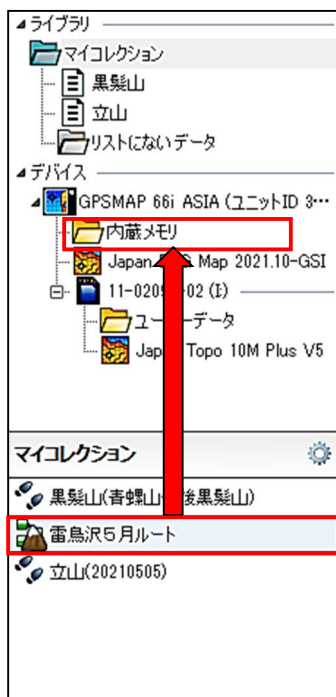 ライブラリ
マイコレクション
黒髪山
立山
リストにないデータ
デバイス
GPSMAP 66i ASIA (ユニットID 3…
内蔵メモリ
Japan Map 2021.10-GSI
11-020 -02 (I)
ユー データ
Japa Topo 10M Plus V5
マイコレクション
黒髪山(青螺山 後黒髪山)
雷鳥沢5月ルート
立山(20210505)